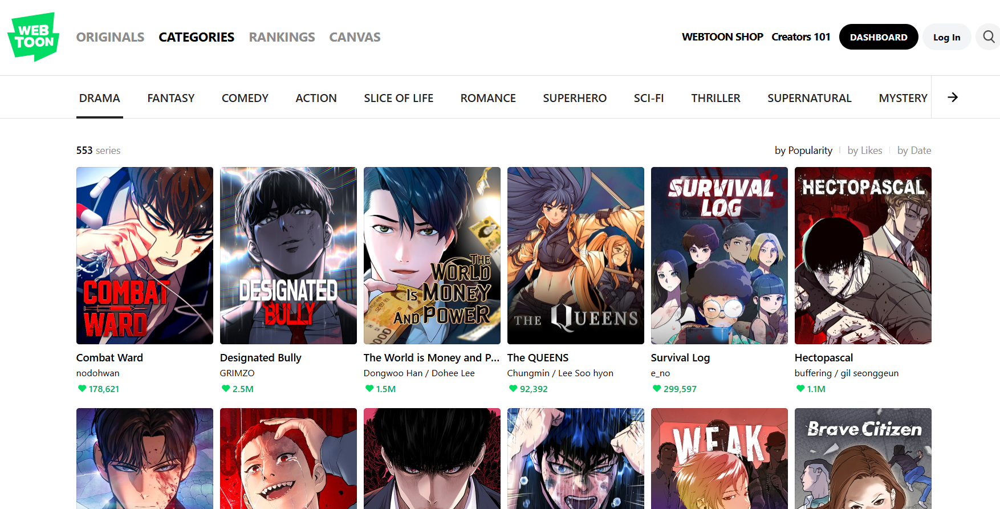 WEB
TOON
ORIGINALS
CATEGORIES
RANKINGS
CANVAS
WEBTOON SHOP
Creators 101
DASHBOARD
Log In
DRAMA
FANTASY
COMEDY
ACTION
SLICE OF LIFE
ROMANCE
SUPERHERO
SCI-FI
THRILLER
SUPERNATURAL
MYSTERY
553 series
by Popularity
by Likes
by Date
COMBAT
WARD
Combat Ward
nodohwan
178,621
DESIGNATED
BULLY
Designated Bully
GRIMZO
2.5M
THE
WORLD
IS MONEY
AND POWER
The World is Money and P...
Dongwoo Han / Dohee Lee
1.5M
THE QUEENS
The QUEENS
Chungmin / Lee Soo hyon
92,392
SURVIVAL
LOG
Survival Log
e_no
299,597
HECTOPASCAL
Hectopascal
buffering / gil seonggeun
1.1M
WEAK
Brave Citizen